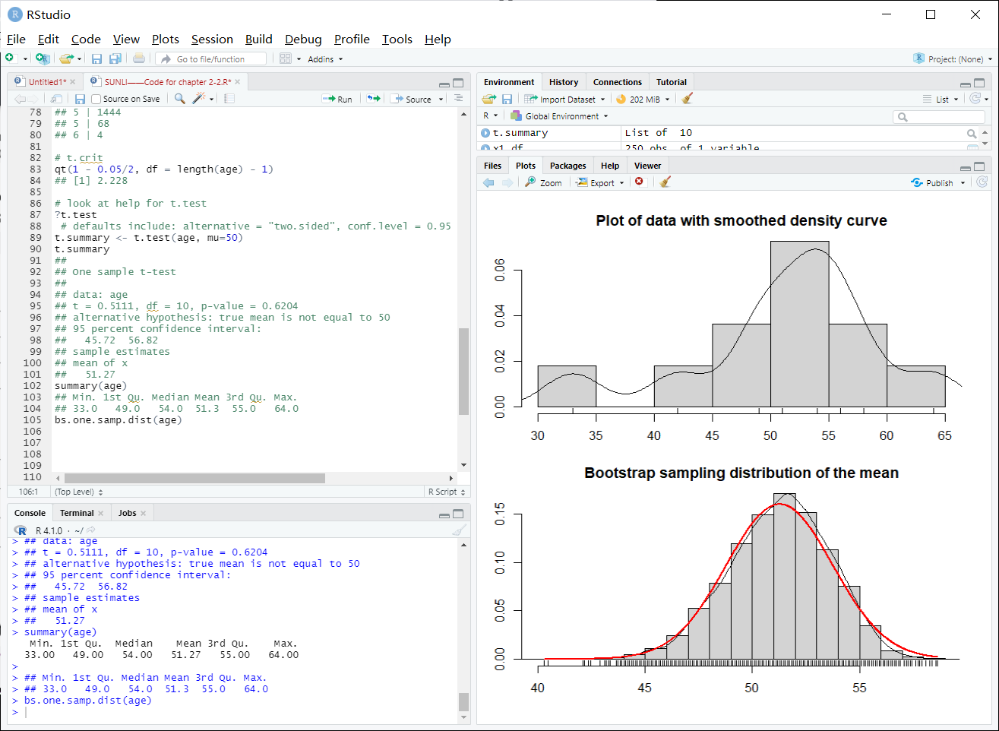 RStudio
File Edit Code View Plots Session Build Debug Profile Tools Help
Go to file/function Addins Project: (None)
Untitled1* SUNLI——Code for chapter 2-2.R*
Source on Save Run Source
78 ## 5 | 1444
79 ## 5 | 68
80 ## 6 | 4
81
82 # t.crit
83 qt(1 - 0.05/2, df = length(age) - 1)
84 ## [1] 2.228
85
86 # look at help for t.test
87 ?t.test
88 # defaults include: alternative = "two.sided", conf.level = 0.95
89 t.summary <- t.test(age, mu=50)
90 t.summary
91 ##
92 ## One sample t-test
93 ##
94 ## data: age
95 ## t = 0.5111, df = 10, p-value = 0.6204
96 ## alternative hypothesis: true mean is not equal to 50
97 ## 95 percent confidence interval:
98 ## 45.72 56.82
99 ## sample estimates
100 ## mean of x
101 ## 51.27
102 summary(age)
103 ## Min. 1st Qu. Median Mean 3rd Qu. Max.
104 ## 33.0 49.0 54.0 51.3 55.0 64.0
105 bs.one.samp.dist(age)
106
107
108
109
110
106:1 (Top Level) R Script
Console Terminal Jobs
R 4.1.0 · ~/
> ## data: age
> ## t = 0.5111, df = 10, p-value = 0.6204
> ## alternative hypothesis: true mean is not equal to 50
> ## 95 percent confidence interval:
> ## 45.72 56.82
> ## sample estimates
> ## mean of x
> ## 51.27
> summary(age)
Min. 1st Qu. Median Mean 3rd Qu. Max.
33.00 49.00 54.00 51.27 55.00 64.00
>
> ## Min. 1st Qu. Median Mean 3rd Qu. Max.
> ## 33.0 49.0 54.0 51.3 55.0 64.0
> bs.one.samp.dist(age)
>
Environment History Connections Tutorial
Import Dataset 202 MiB List
R Global Environment
t.summary List of 10
x1.df 250 obs. of 1 variable
Files Plots Packages Help Viewer
Zoom Export Publish
Plot of data with smoothed density curve
0.06
0.04
0.02
0.00
30 35 40 45 50 55 60 65
Bootstrap sampling distribution of the mean
0.15
0.10
0.05
0.00
40 45 50 55